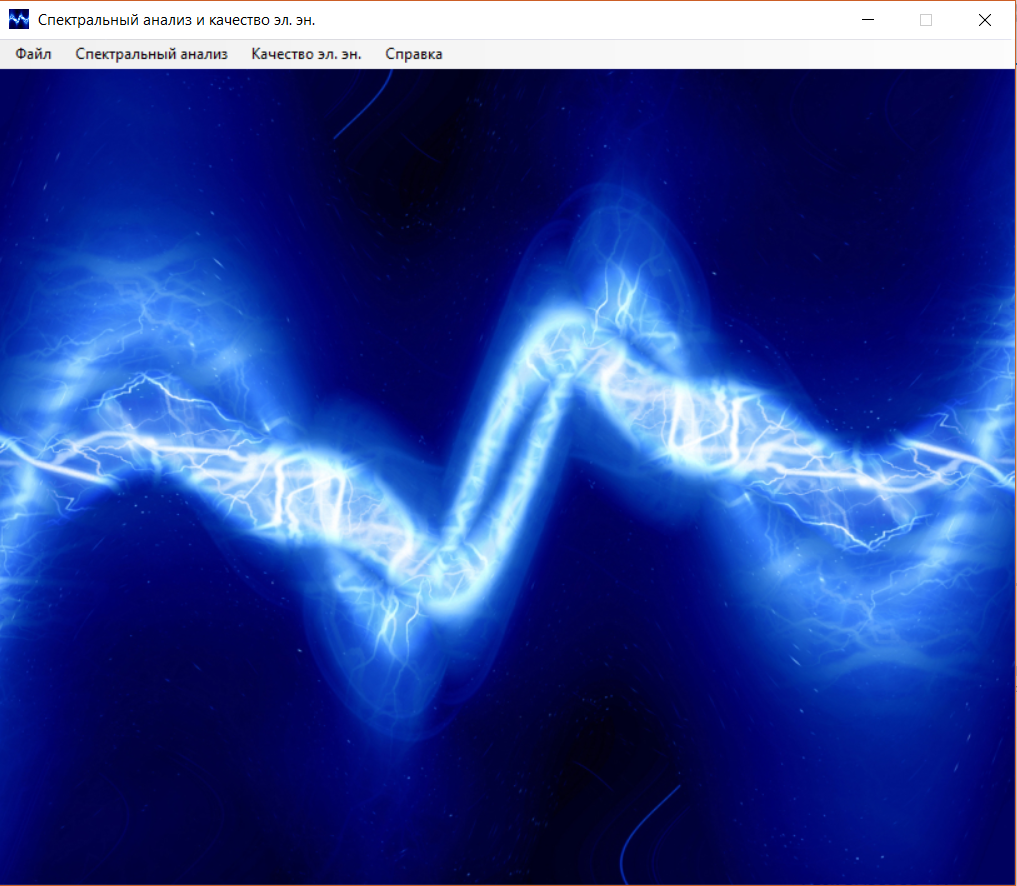 Спектральный анализ и качество эл. эн.
Файл Спектральный анализ Качество эл. эн. Справка